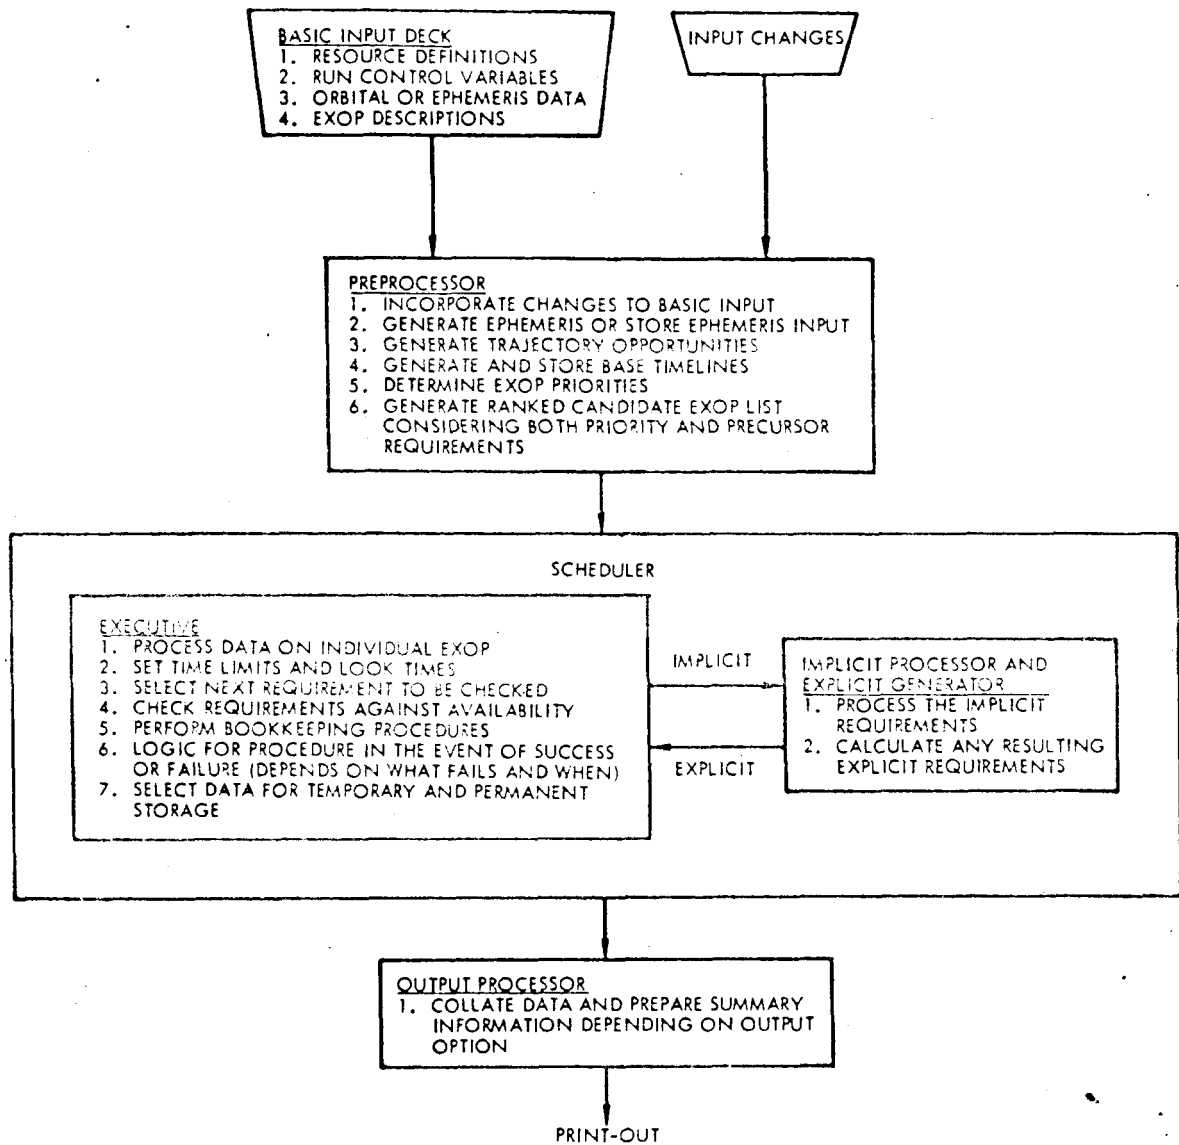 BASIC INPUT DECK
1. RESOURCE DEFINITIONS
2. RUN CONTROL VARIABLES
3. ORBITAL OR EPHEMERIS DATA
4. EXOP DESCRIPTIONS
INPUT CHANGES
PREPROCESSOR
1. INCORPORATE CHANGES TO BASIC INPUT
2. GENERATE EPHEMERIS OR STORE EPHEMERIS INPUT
3. GENERATE TRAJECTORY OPPORTUNITIES
4. GENERATE AND STORE BASE TIMELINES
5. DETERMINE EXOP PRIORITIES
6. GENERATE RANKED CANDIDATE EXOP LIST
CONSIDERING BOTH PRIORITY AND PRECURSOR
REQUIREMENTS
SCHEDULER
EXECUTIVE
1. PROCESS DATA ON INDIVIDUAL EXOP
2. SET TIME LIMITS AND LOOK TIMES
3. SELECT NEXT REQUIREMENT TO BE CHECKED
4. CHECK REQUIREMENTS AGAINST AVAILABILITY
5. PERFORM BOOKKEEPING PROCEDURES
6. LOGIC FOR PROCEDURE IN THE EVENT OF SUCCESS
OR FAILURE (DEPENDS ON WHAT FAILS AND WHEN)
7. SELECT DATA FOR TEMPORARY AND PERMANENT
STORAGE
IMPLICIT
EXPLICIT
IMPLICIT PROCESSOR AND
EXPLICIT GENERATOR
1. PROCESS THE IMPLICIT
REQUIREMENTS
2. CALCULATE ANY RESULTING
EXPLICIT REQUIREMENTS
OUTPUT PROCESSOR
1. COLLATE DATA AND PREPARE SUMMARY
INFORMATION DEPENDING ON OUTPUT
OPTION
PRINT-OUT